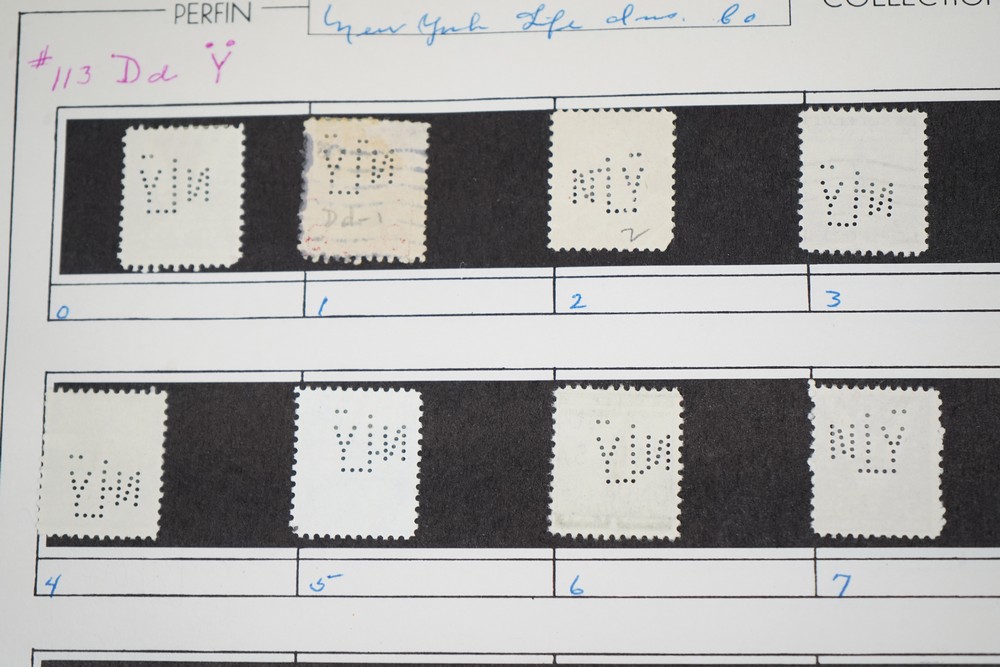 PERFIN
New York Life Ins. Co
COLLECTION
#113 Dd Ÿ
Dd-1
2
0
1
2
3
4
5
6
7